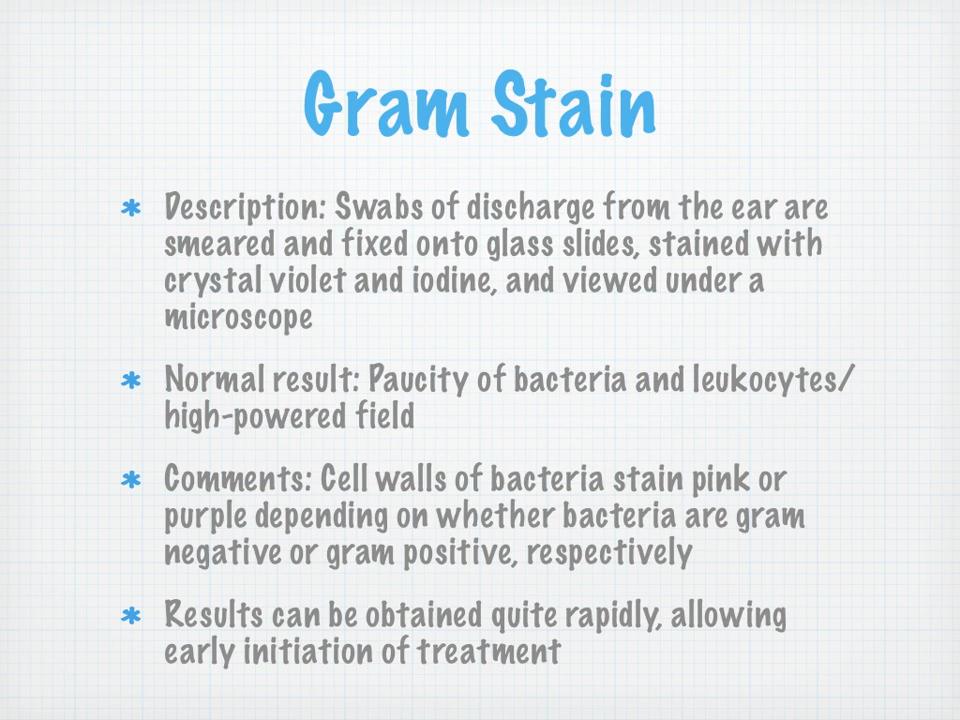 Gram Stain
* Description: Swabs of discharge from the ear are
smeared and fixed onto glass slides, stained with
crystal violet and iodine, and viewed under a
microscope
* Normal result: Paucity of bacteria and leukocytes/
high-powered field
* Comments: Cell walls of bacteria stain pink or
purple depending on whether bacteria are gram
negative or gram positive, respectively
* Results can be obtained quite rapidly, allowing
early initiation of treatment